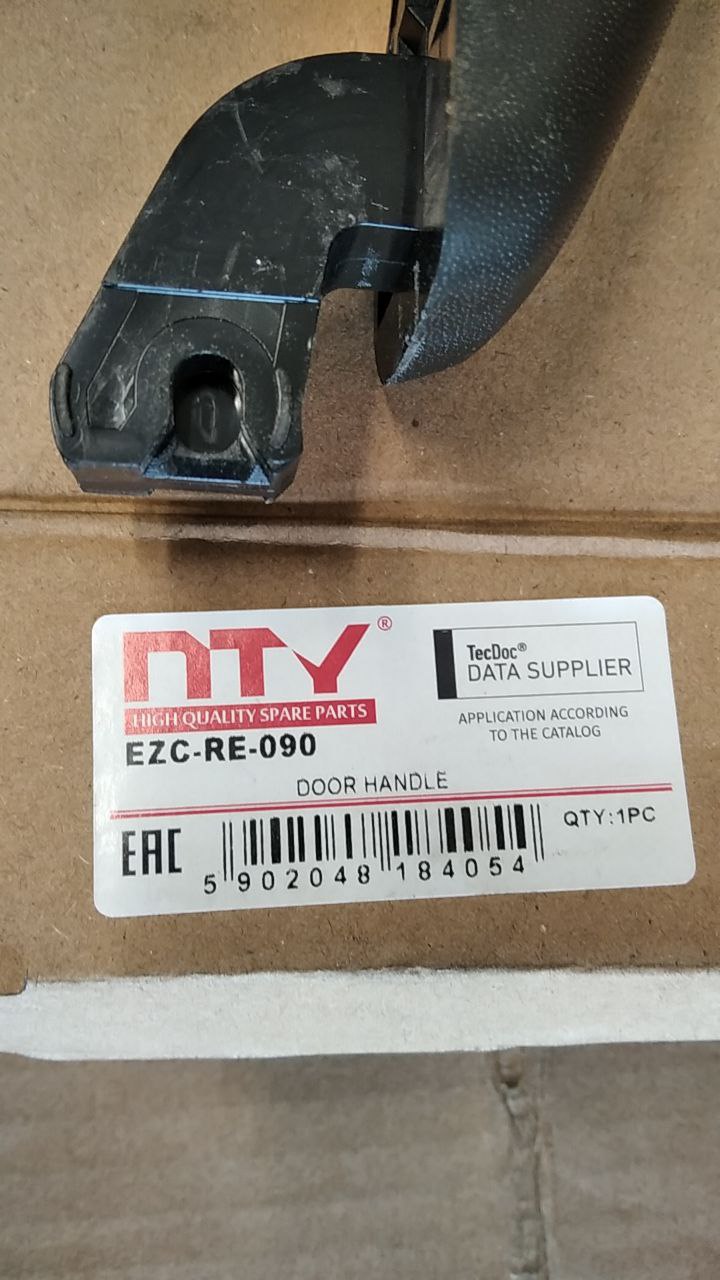 NTY®
HIGH QUALITY SPARE PARTS
TecDoc®
DATA SUPPLIER
APPLICATION ACCORDING
TO THE CATALOG
EZC-RE-090
DOOR HANDLE
EAC
QTY:1PC
5 902048 184054